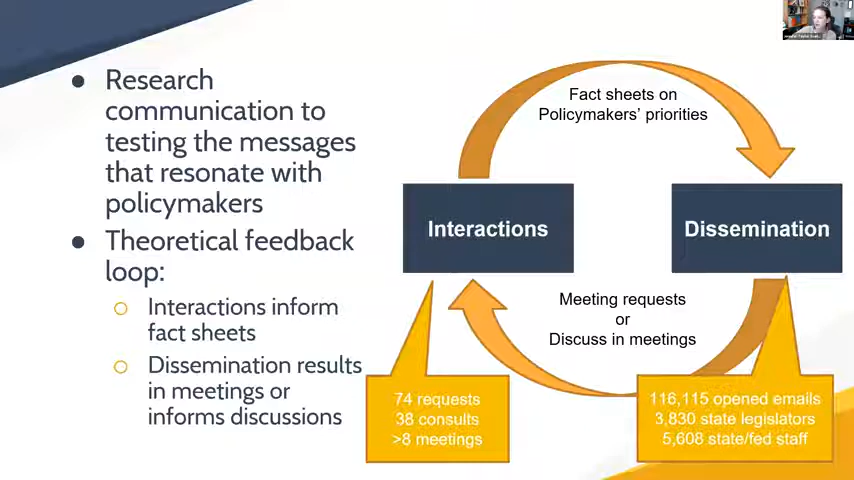 ● Research
communication to
testing the messages
that resonate with
policymakers
● Theoretical feedback
loop:
○ Interactions inform
fact sheets
○ Dissemination results
in meetings or
informs discussions
Fact sheets on
Policymakers' priorities
Interactions
Dissemination
Meeting requests
or
Discuss in meetings
74 requests
38 consults
>8 meetings
116,115 opened emails
3,830 state legislators
5,608 state/fed staff